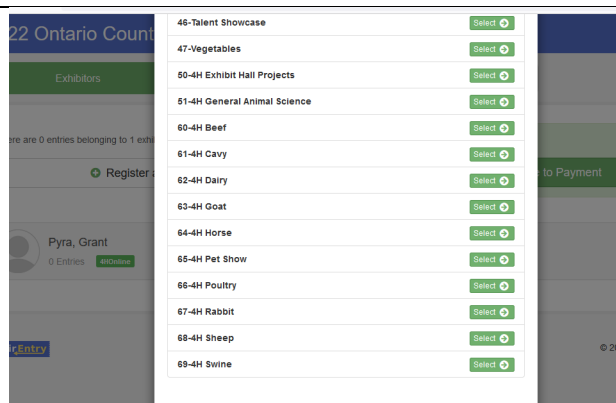 46-Talent Showcase Select
22 Ontario Count
47-Vegetables Select
50-4H Exhibit Hall Projects Select
Exhibitors
51-4H General Animal Science Select
60-4H Beef Select
ere are 0 entries belonging to 1 exhi
61-4H Cavy Select
Register a
to Payment
62-4H Dairy Select
63-4H Goat Select
64-4H Horse Select
Pyra, Grant
65-4H Pet Show Select
0 Entries 4HOnline
66-4H Poultry Select
67-4H Rabbit Select
68-4H Sheep Select
ir Entry
© 20
69-4H Swine Select